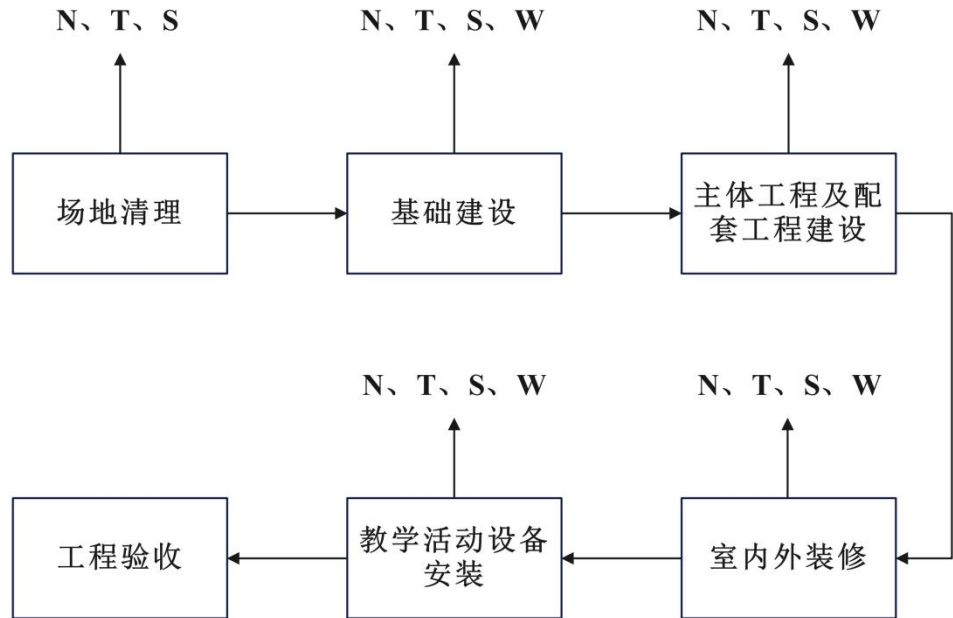 N、T、S
N、T、S、W
N、T、S、W
场地清理
基础建设
主体工程及配
套工程建设
N、T、S、W
N、T、S、W
工程验收
教学活动设备
安装
室内外装修